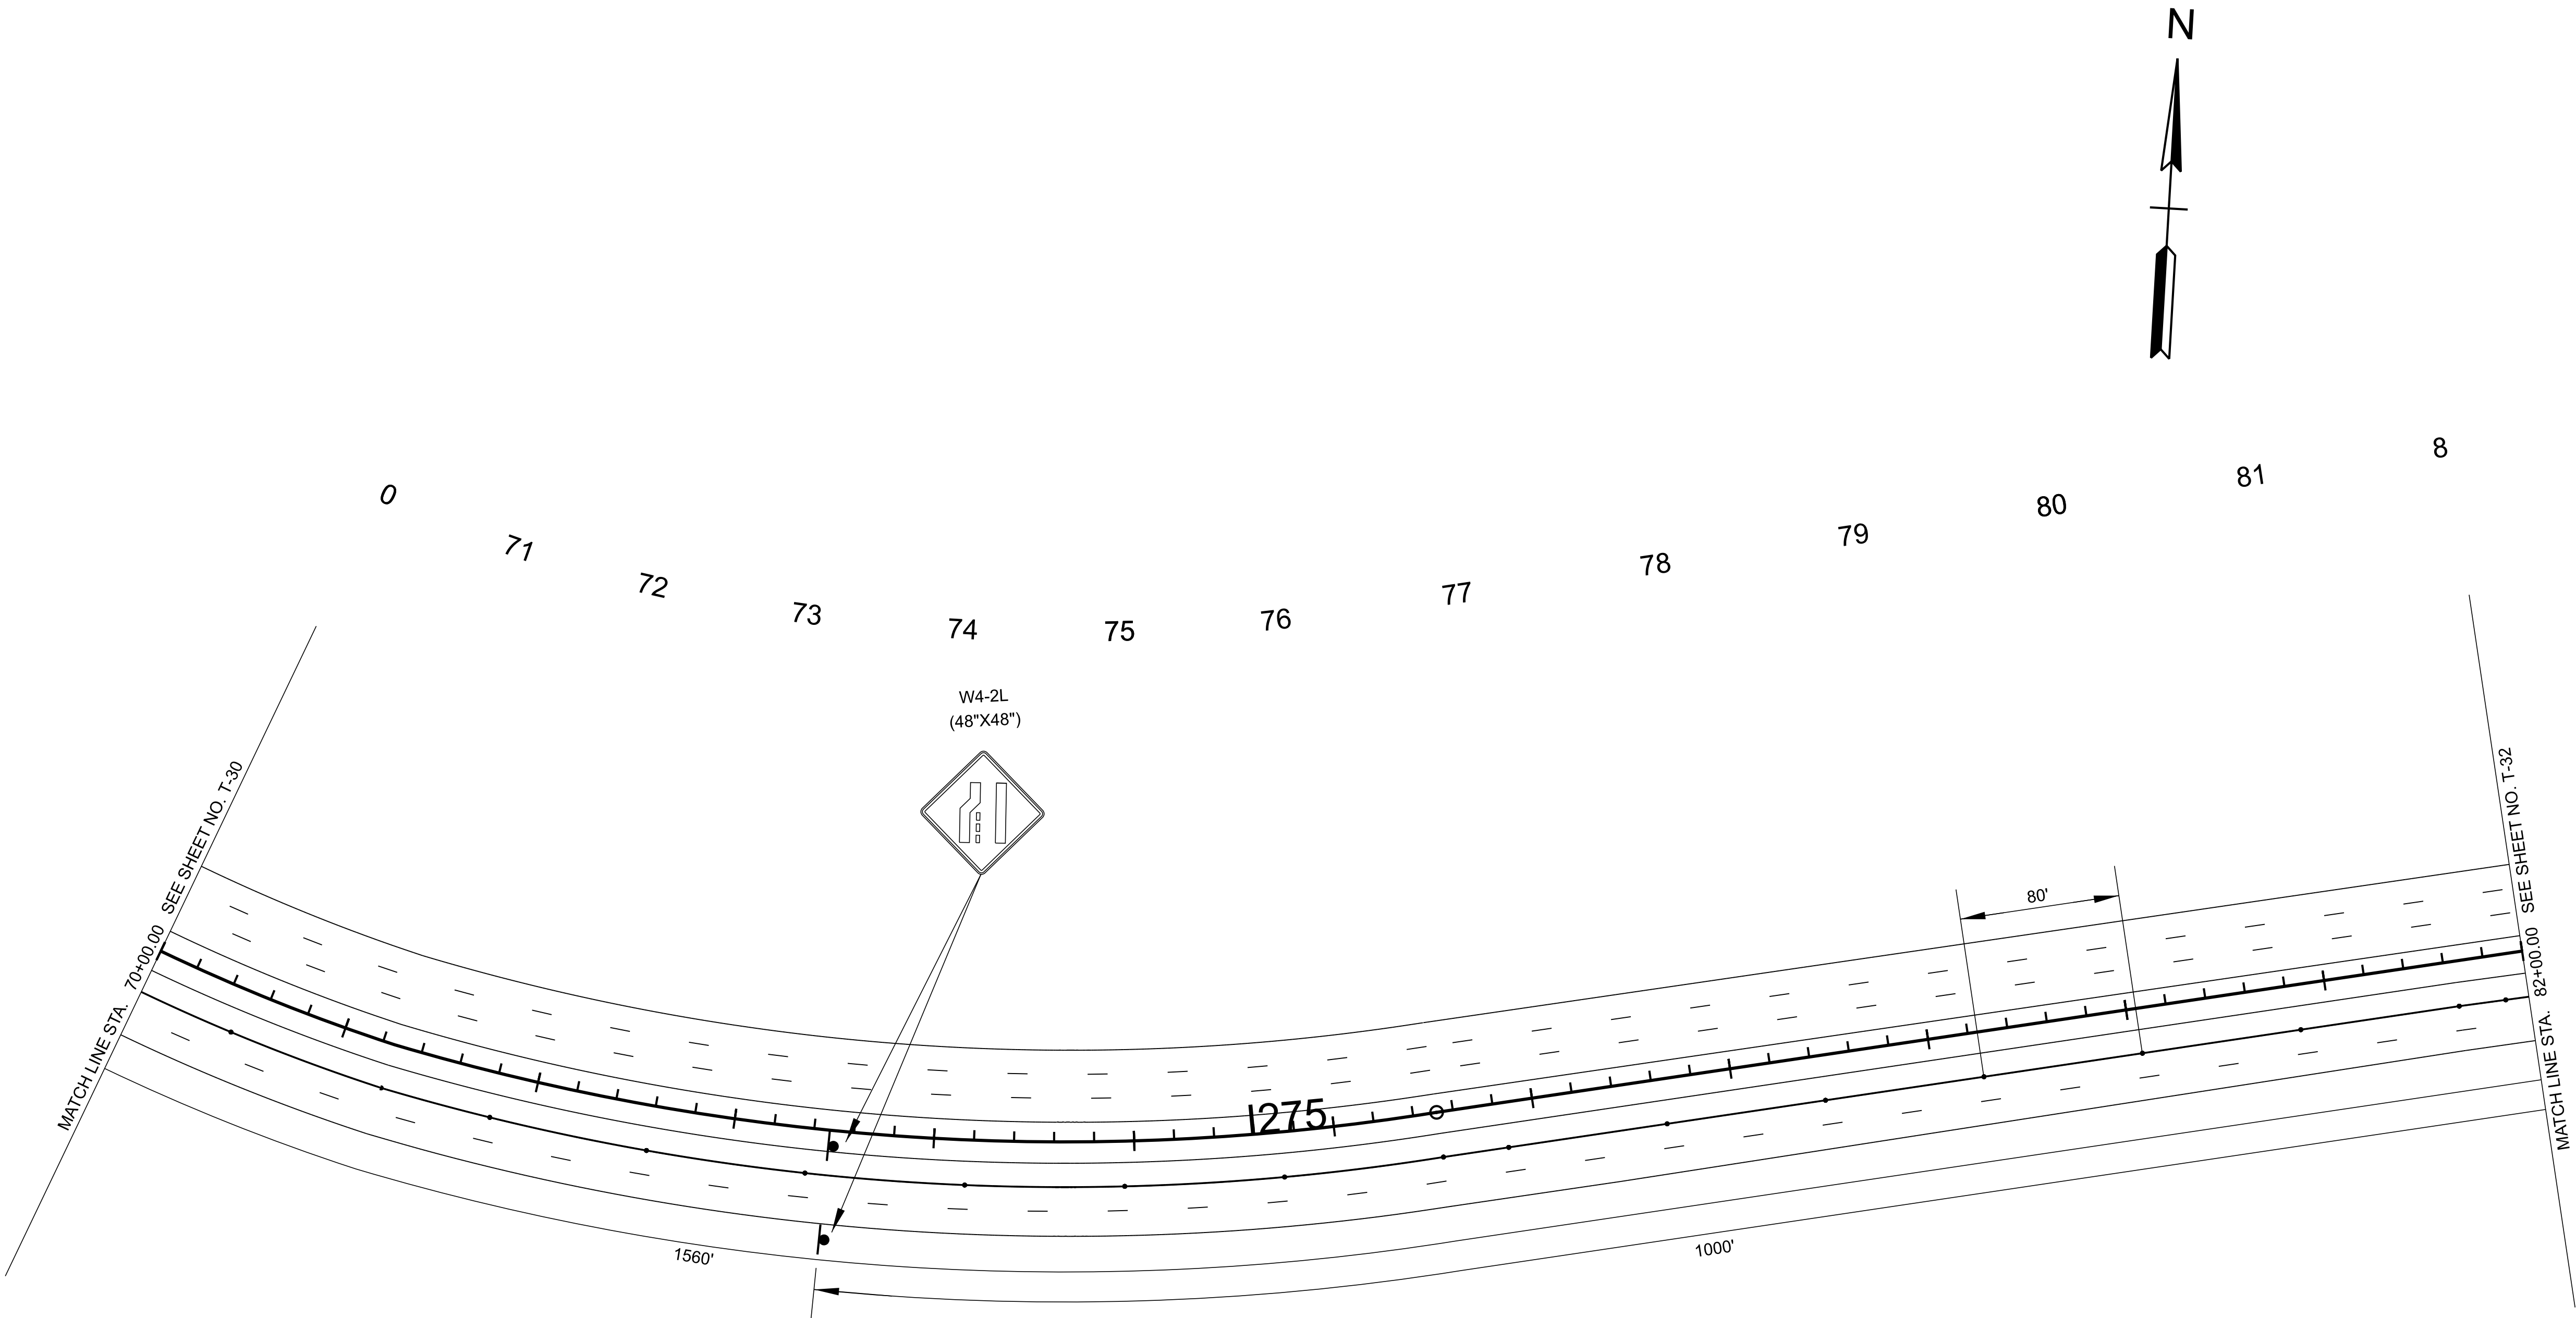 N
0
71
72
73
74
75
76
77
78
79
80
81
8
W4-2L
(48"X48")
MATCH LINE STA. 70+00.00 SEE SHEET NO. T-30
80'
I275
1560'
1000'
MATCH LINE STA. 82+00.00 SEE SHEET NO. T-32